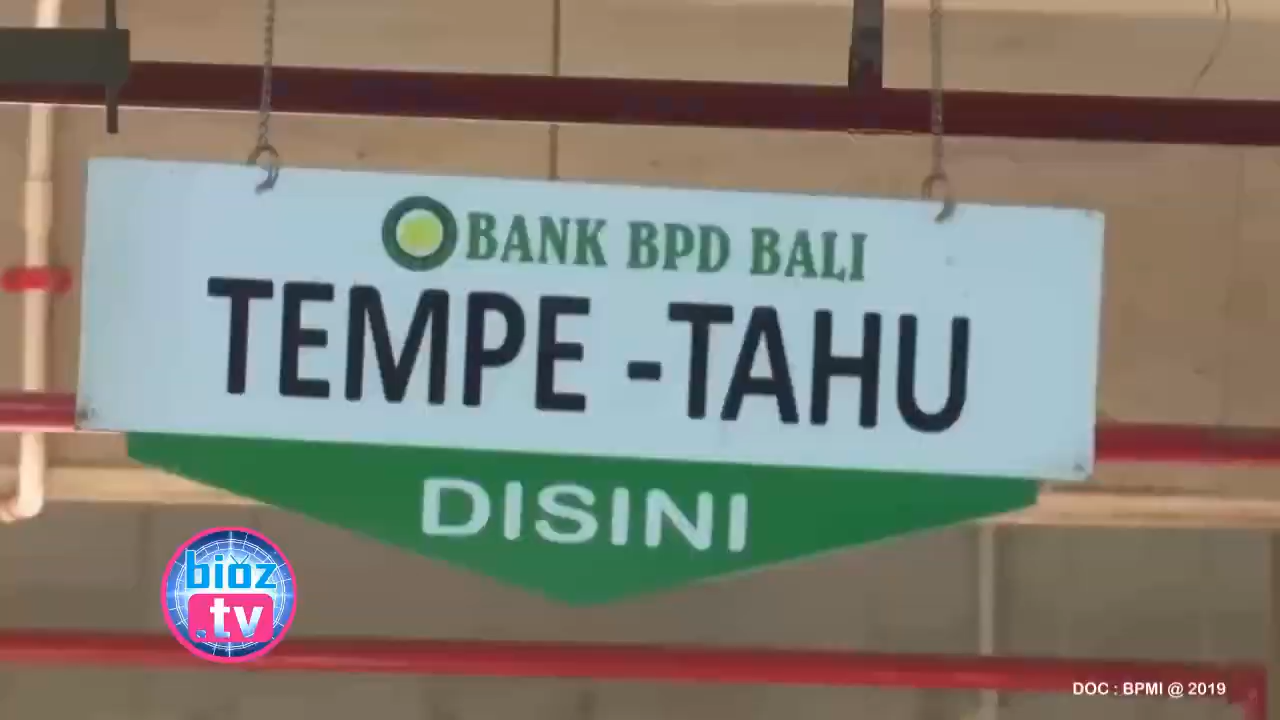 BANK BPD BALI
TEMPE -TAHU
DISINI
bioz
.tv
DOC : BPMI @ 2019